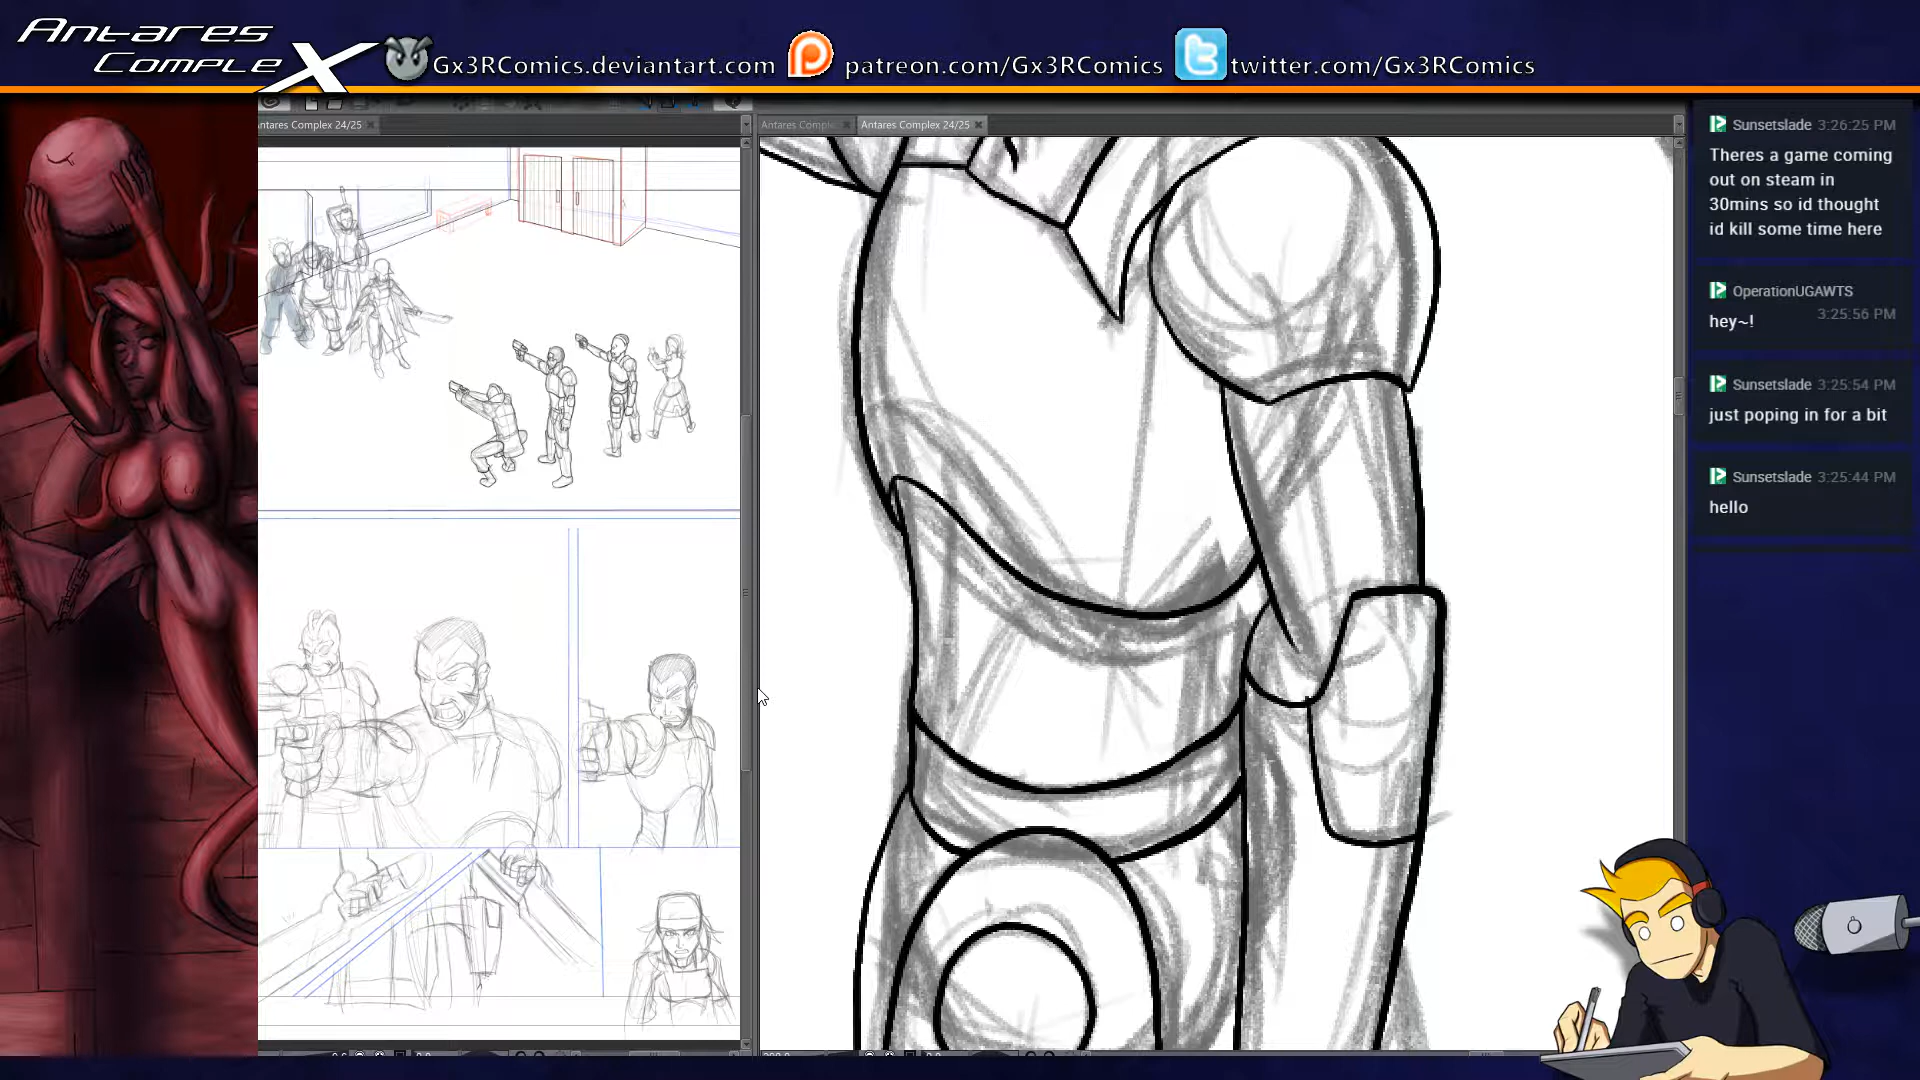 Antares
Complex
Gx3RComics.deviantart.com
patreon.com/Gx3RComics
twitter.com/Gx3RComics
ntares Complex 24/25
Antares Compl
Antares Complex 24/25
Sunsetslade 3:26:25 PM
Theres a game coming
out on steam in
30mins so id thought
id kill some time here
OperationUGAWTS
3:25:56 PM
hey~!
Sunsetslade 3:25:54 PM
just poping in for a bit
Sunsetslade 3:25:44 PM
hello